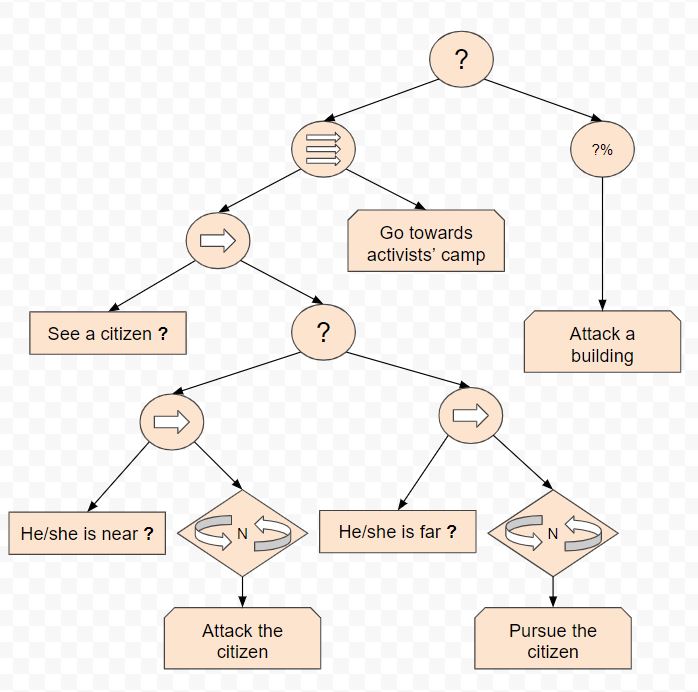 ?
?%
Go towards
activists' camp
See a citizen ?
?
Attack a
building
He/she is near ?
N
He/she is far ?
N
Attack the
citizen
Pursue the
citizen